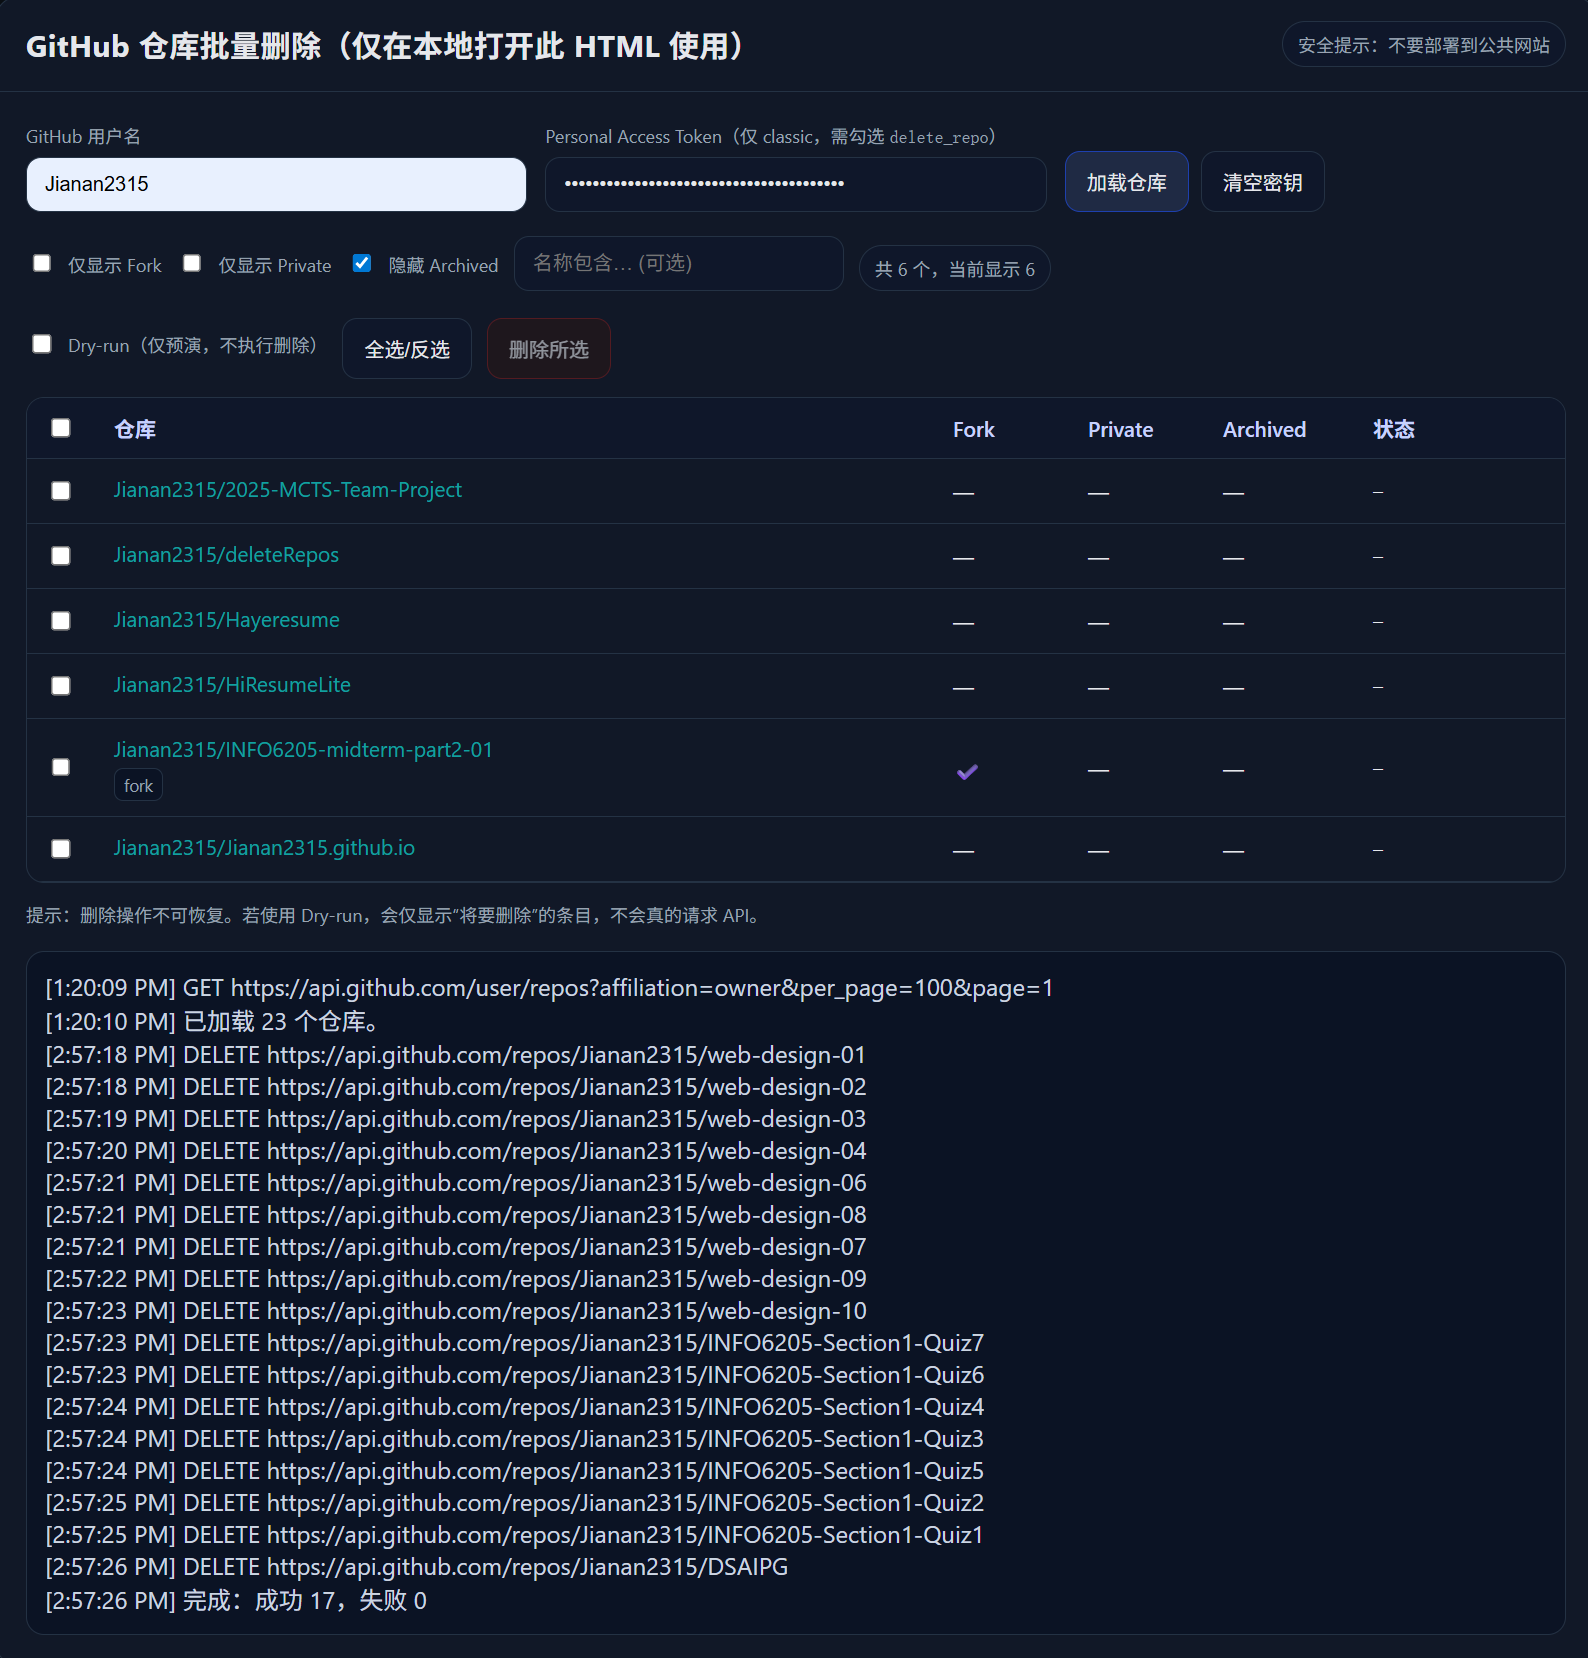 GitHub 仓库批量删除（仅在本地打开此 HTML 使用）
安全提示：不要部署到公共网站
GitHub 用户名
Personal Access Token（仅 classic，需勾选 delete_repo）
Jianan2315
••••••••••••••••••••••••••••••••••••••••
加载仓库
清空密钥
仅显示 Fork
仅显示 Private
隐藏 Archived
名称包含… (可选)
共 6 个，当前显示 6
Dry-run（仅预演，不执行删除）
全选/反选
删除所选
仓库 Fork Private Archived 状态
Jianan2315/2025-MCTS-Team-Project — — — –
Jianan2315/deleteRepos — — — –
Jianan2315/Hayeresume — — — –
Jianan2315/HiResumeLite — — — –
Jianan2315/INFO6205-midterm-part2-01 ✔ — — –
fork
Jianan2315/Jianan2315.github.io — — — –
提示：删除操作不可恢复。若使用 Dry-run，会仅显示“将要删除”的条目，不会真的请求 API。
[1:20:09 PM] GET https://api.github.com/user/repos?affiliation=owner&per_page=100&page=1
[1:20:10 PM] 已加载 23 个仓库。
[2:57:18 PM] DELETE https://api.github.com/repos/Jianan2315/web-design-01
[2:57:18 PM] DELETE https://api.github.com/repos/Jianan2315/web-design-02
[2:57:19 PM] DELETE https://api.github.com/repos/Jianan2315/web-design-03
[2:57:20 PM] DELETE https://api.github.com/repos/Jianan2315/web-design-04
[2:57:21 PM] DELETE https://api.github.com/repos/Jianan2315/web-design-06
[2:57:21 PM] DELETE https://api.github.com/repos/Jianan2315/web-design-08
[2:57:21 PM] DELETE https://api.github.com/repos/Jianan2315/web-design-07
[2:57:22 PM] DELETE https://api.github.com/repos/Jianan2315/web-design-09
[2:57:23 PM] DELETE https://api.github.com/repos/Jianan2315/web-design-10
[2:57:23 PM] DELETE https://api.github.com/repos/Jianan2315/INFO6205-Section1-Quiz7
[2:57:23 PM] DELETE https://api.github.com/repos/Jianan2315/INFO6205-Section1-Quiz6
[2:57:24 PM] DELETE https://api.github.com/repos/Jianan2315/INFO6205-Section1-Quiz4
[2:57:24 PM] DELETE https://api.github.com/repos/Jianan2315/INFO6205-Section1-Quiz3
[2:57:24 PM] DELETE https://api.github.com/repos/Jianan2315/INFO6205-Section1-Quiz5
[2:57:25 PM] DELETE https://api.github.com/repos/Jianan2315/INFO6205-Section1-Quiz2
[2:57:25 PM] DELETE https://api.github.com/repos/Jianan2315/INFO6205-Section1-Quiz1
[2:57:26 PM] DELETE https://api.github.com/repos/Jianan2315/DSAIPG
[2:57:26 PM] 完成：成功 17，失败 0